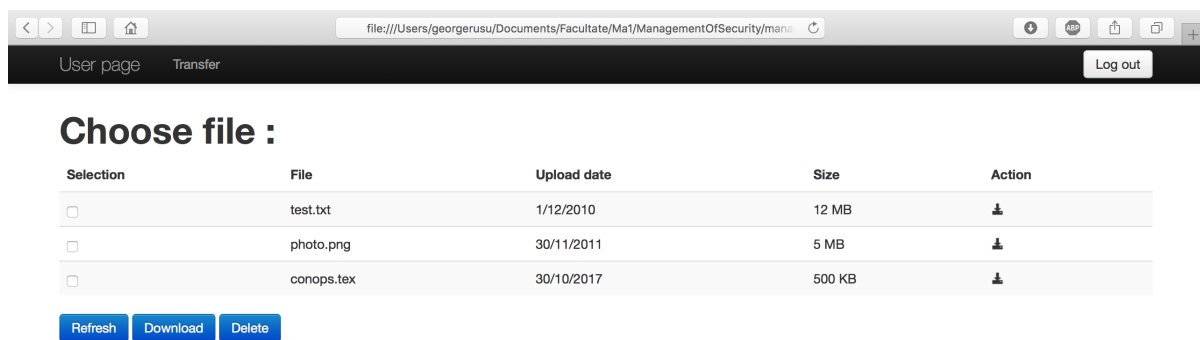 file:///Users/georgerusu/Documents/Facultate/Ma1/ManagementOfSecurity/mana
ABP
User page Transfer Log out
Choose file :
Selection File Upload date Size Action
test.txt 1/12/2010 12 MB
photo.png 30/11/2011 5 MB
conops.tex 30/10/2017 500 KB
Refresh Download Delete